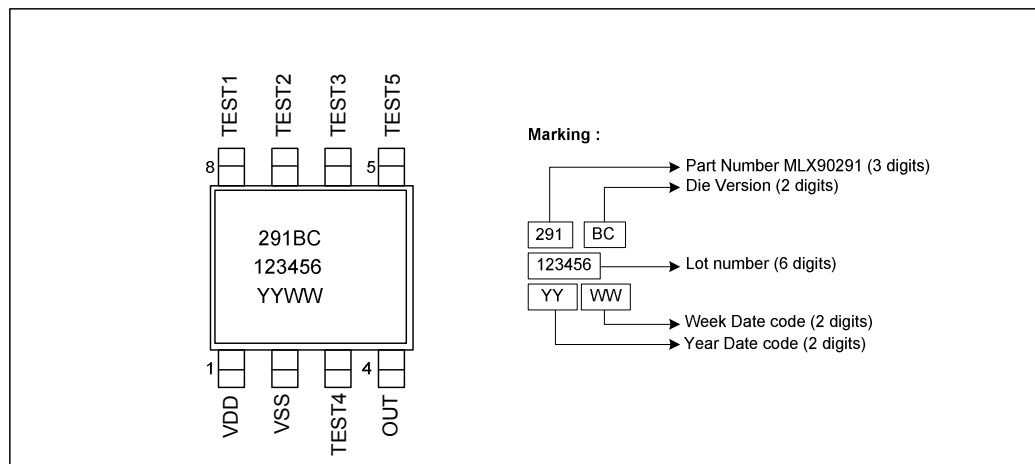 TEST1
TEST2
TEST3
TEST5
8
5
291BC
123456
YYWW
1
4
VDD
VSS
TEST4
OUT
Marking :
Part Number MLX90291 (3 digits)
Die Version (2 digits)
291 BC
123456
Lot number (6 digits)
YY WW
Week Date code (2 digits)
Year Date code (2 digits)